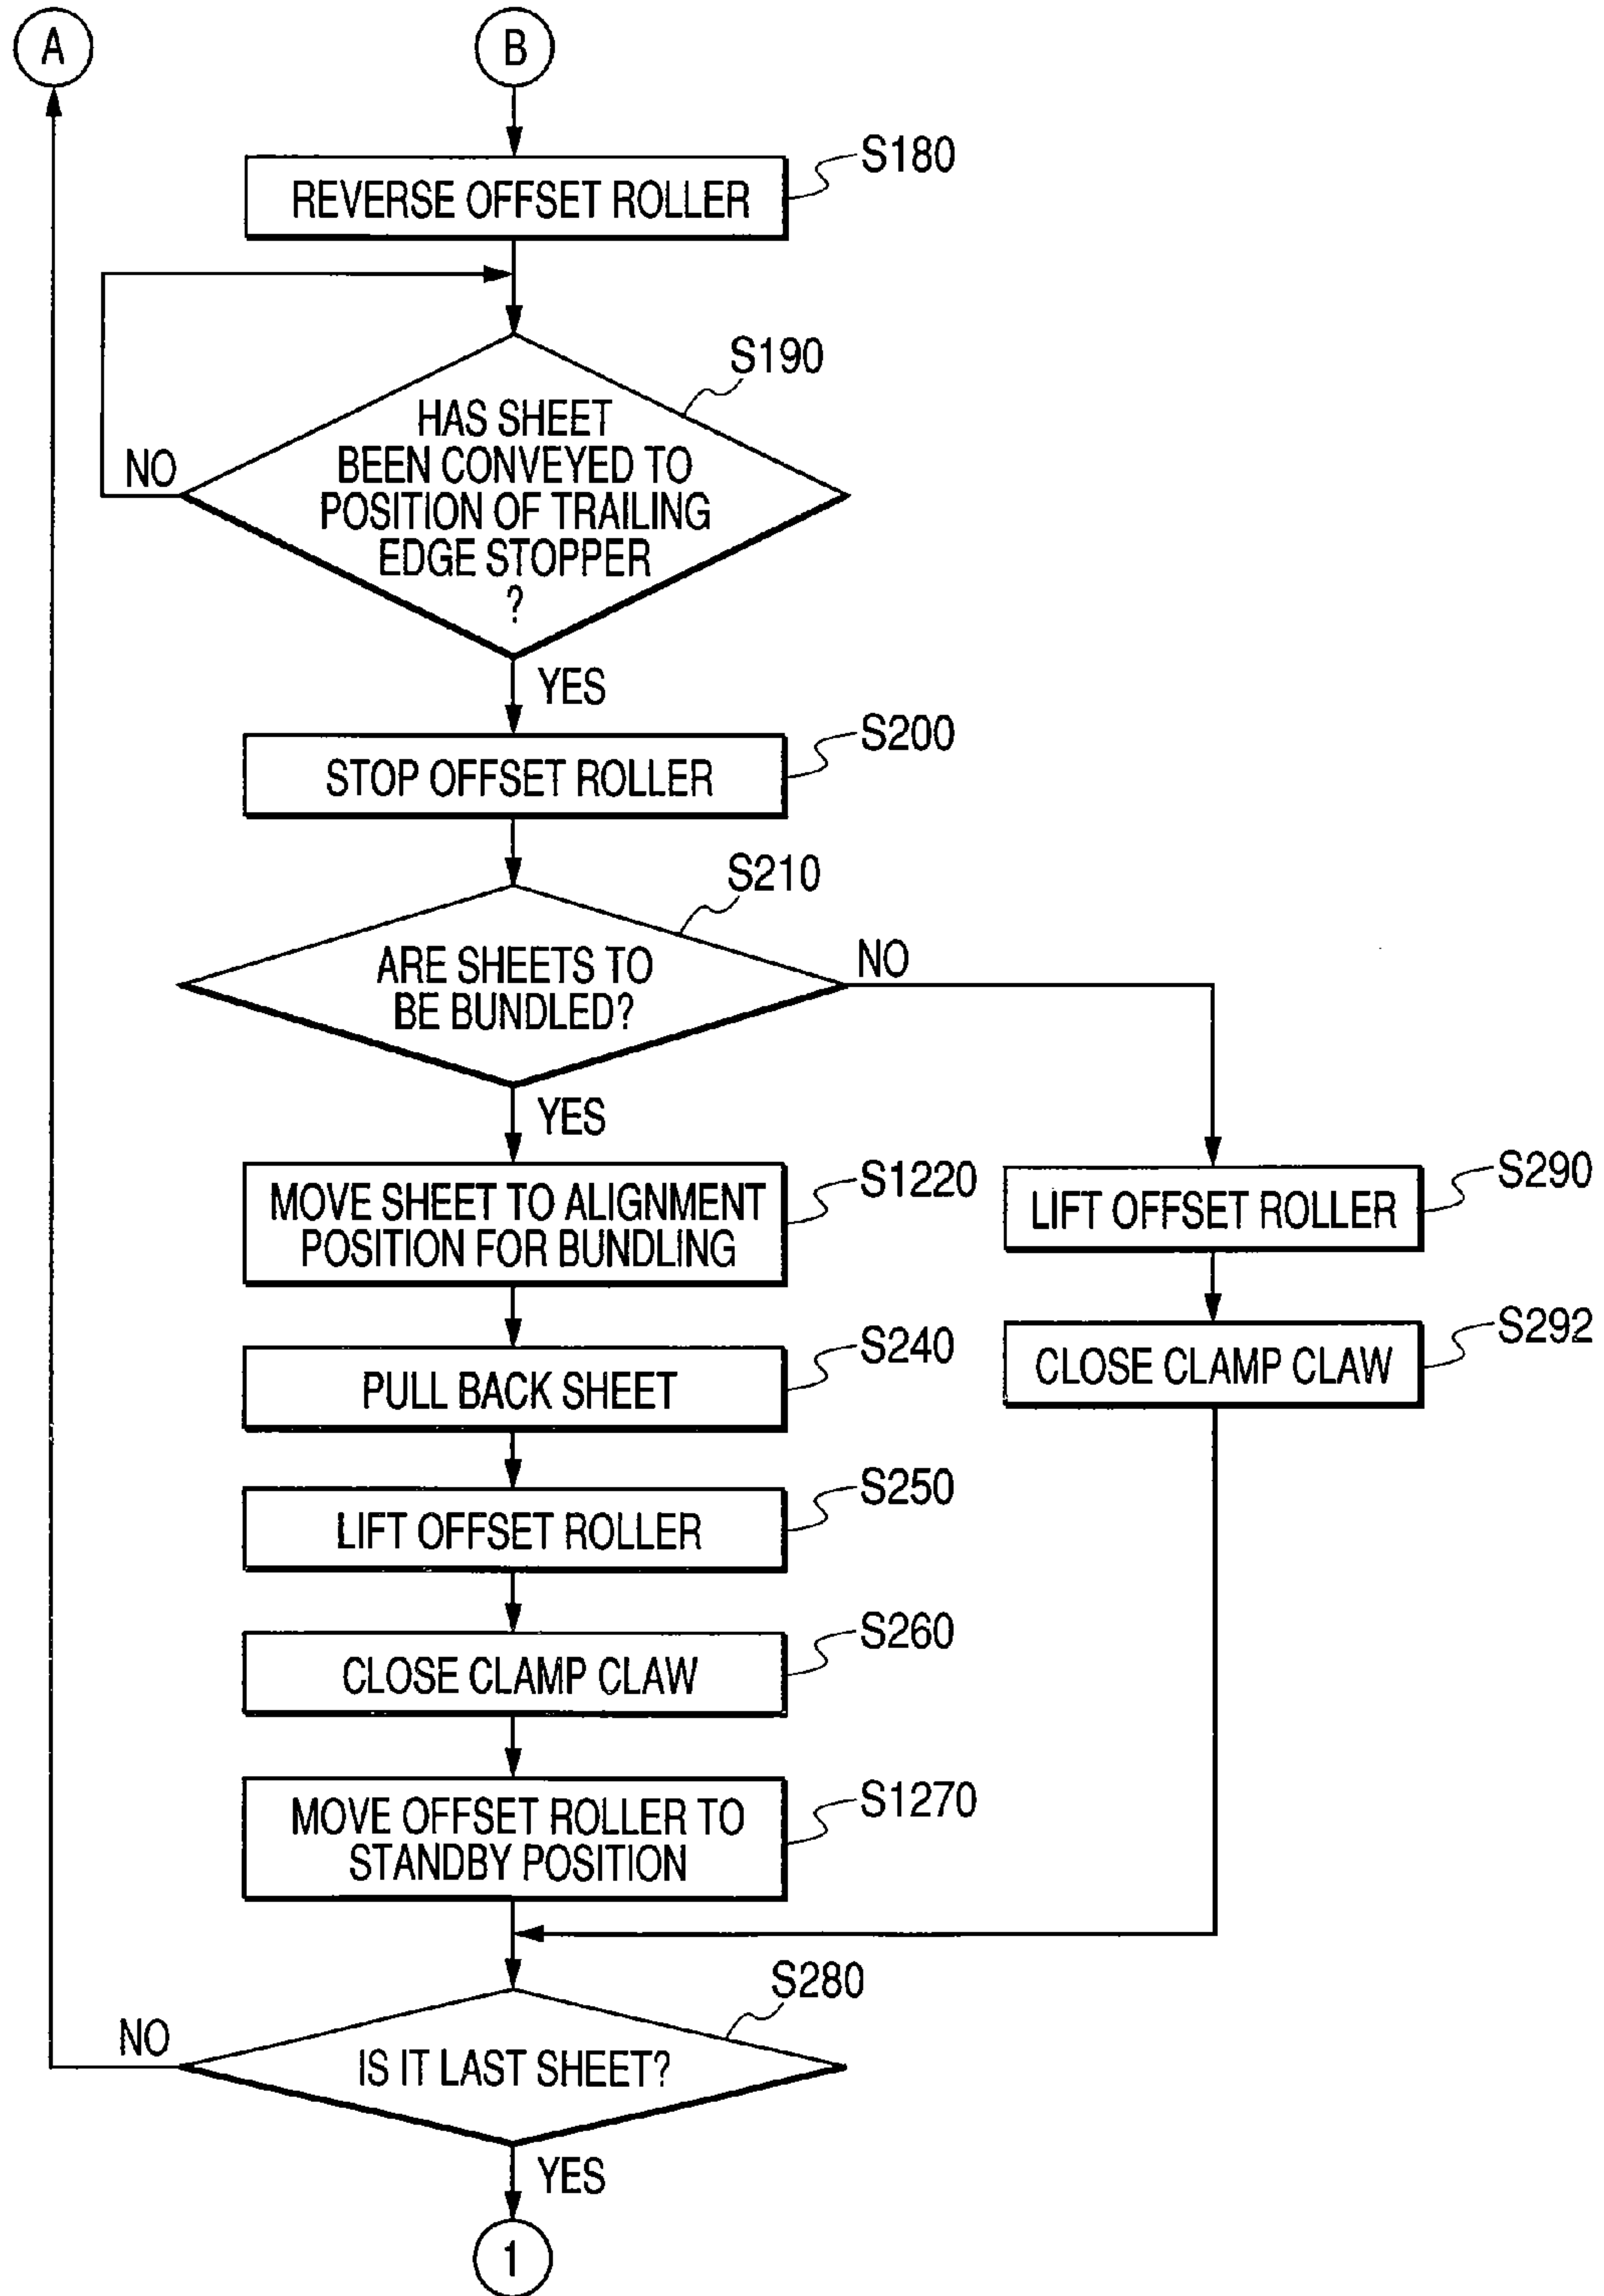 A
B
REVERSE OFFSET ROLLER
S180
HAS SHEET
BEEN CONVEYED TO
POSITION OF TRAILING
EDGE STOPPER
?
S190
NO
YES
STOP OFFSET ROLLER
S200
ARE SHEETS TO
BE BUNDLED?
S210
NO
YES
MOVE SHEET TO ALIGNMENT
POSITION FOR BUNDLING
S1220
LIFT OFFSET ROLLER
S290
PULL BACK SHEET
S240
CLOSE CLAMP CLAW
S292
LIFT OFFSET ROLLER
S250
CLOSE CLAMP CLAW
S260
MOVE OFFSET ROLLER TO
STANDBY POSITION
S1270
IS IT LAST SHEET?
S280
NO
YES
1